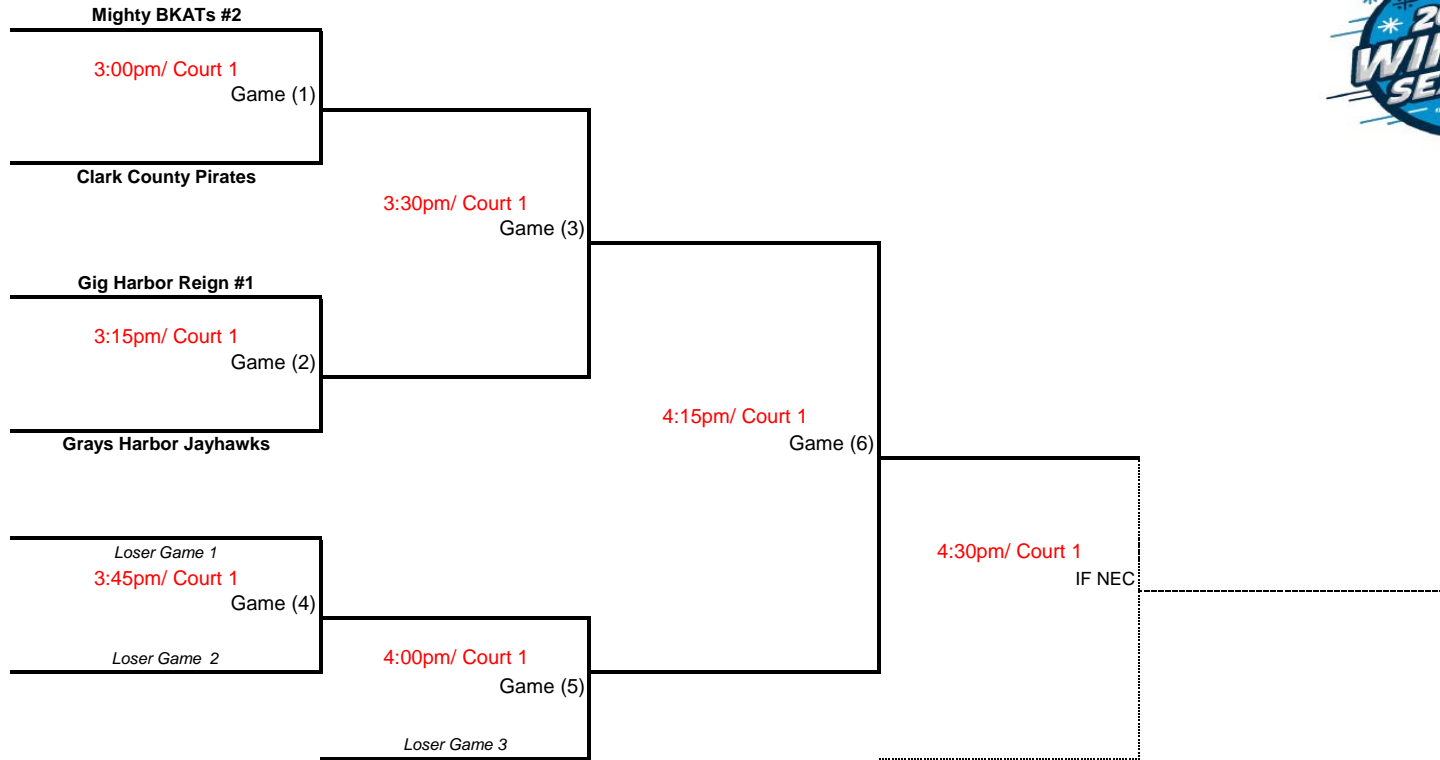 Mighty BKATs #2
3:00pm/ Court 1
Game (1)
Clark County Pirates
3:30pm/ Court 1
Game (3)
Gig Harbor Reign #1
3:15pm/ Court 1
Game (2)
Grays Harbor Jayhawks
4:15pm/ Court 1
Game (6)
Loser Game 1
3:45pm/ Court 1
Game (4)
Loser Game 2
4:00pm/ Court 1
Game (5)
Loser Game 3
4:30pm/ Court 1
IF NEC